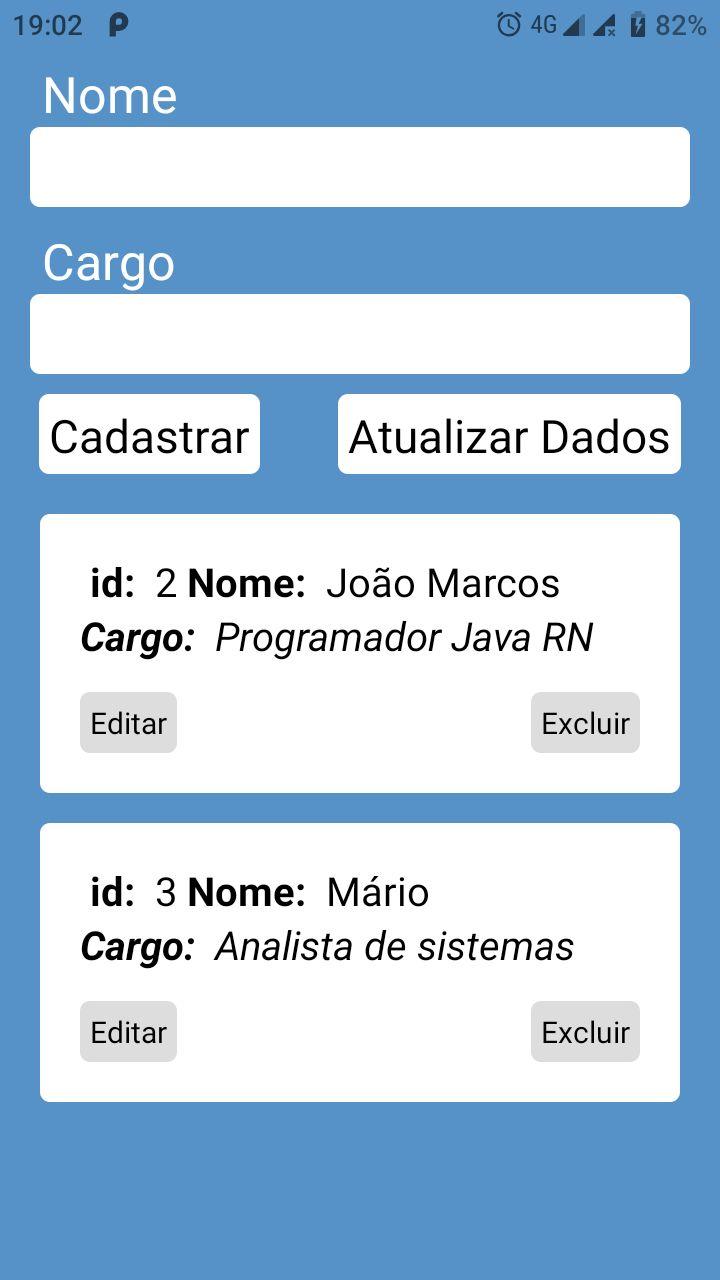 19:02 4G 82%
Nome
Cargo
Cadastrar Atualizar Dados
id: 2 Nome: João Marcos
Cargo: Programador Java RN
Editar Excluir
id: 3 Nome: Mário
Cargo: Analista de sistemas
Editar Excluir